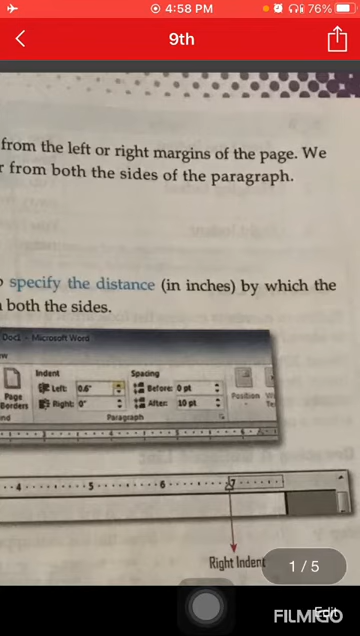 4:58 PM
76%
9th
from the left or right margins of the page. We
from both the sides of the paragraph.
specify the distance (in inches) by which the
both the sides.
Doc1 - Microsoft Word
Indent Spacing
Left: 0.6" Before: 0 pt
Right: 0" After: 10 pt
Page
Borders
Position
Paragraph
4 5 6 7
Right Indent
1 / 5
Edit
FILMIGO